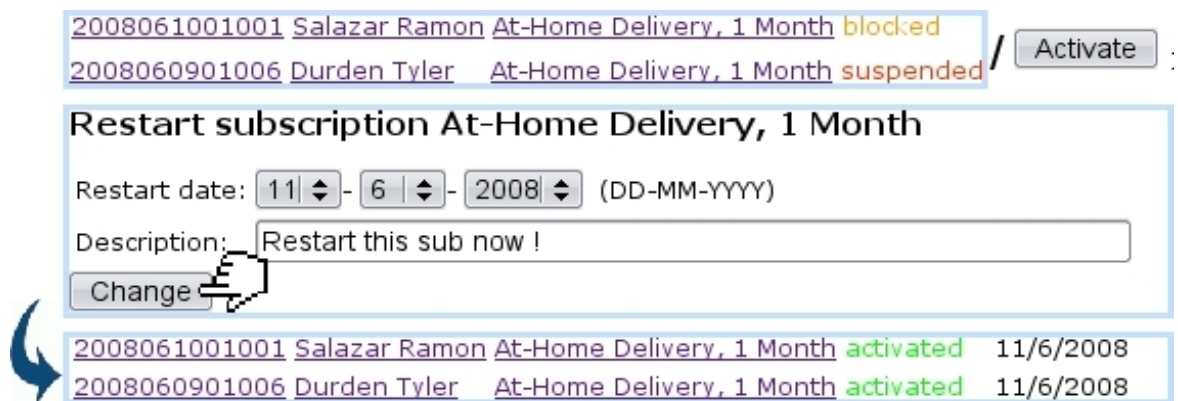 2008061001001 Salazar Ramon At-Home Delivery, 1 Month blocked
2008060901006 Durden Tyler At-Home Delivery, 1 Month suspended / Activate
Restart subscription At-Home Delivery, 1 Month
Restart date: 11 - 6 - 2008 (DD-MM-YYYY)
Description: Restart this sub now !
Change
2008061001001 Salazar Ramon At-Home Delivery, 1 Month activated 11/6/2008
2008060901006 Durden Tyler At-Home Delivery, 1 Month activated 11/6/2008